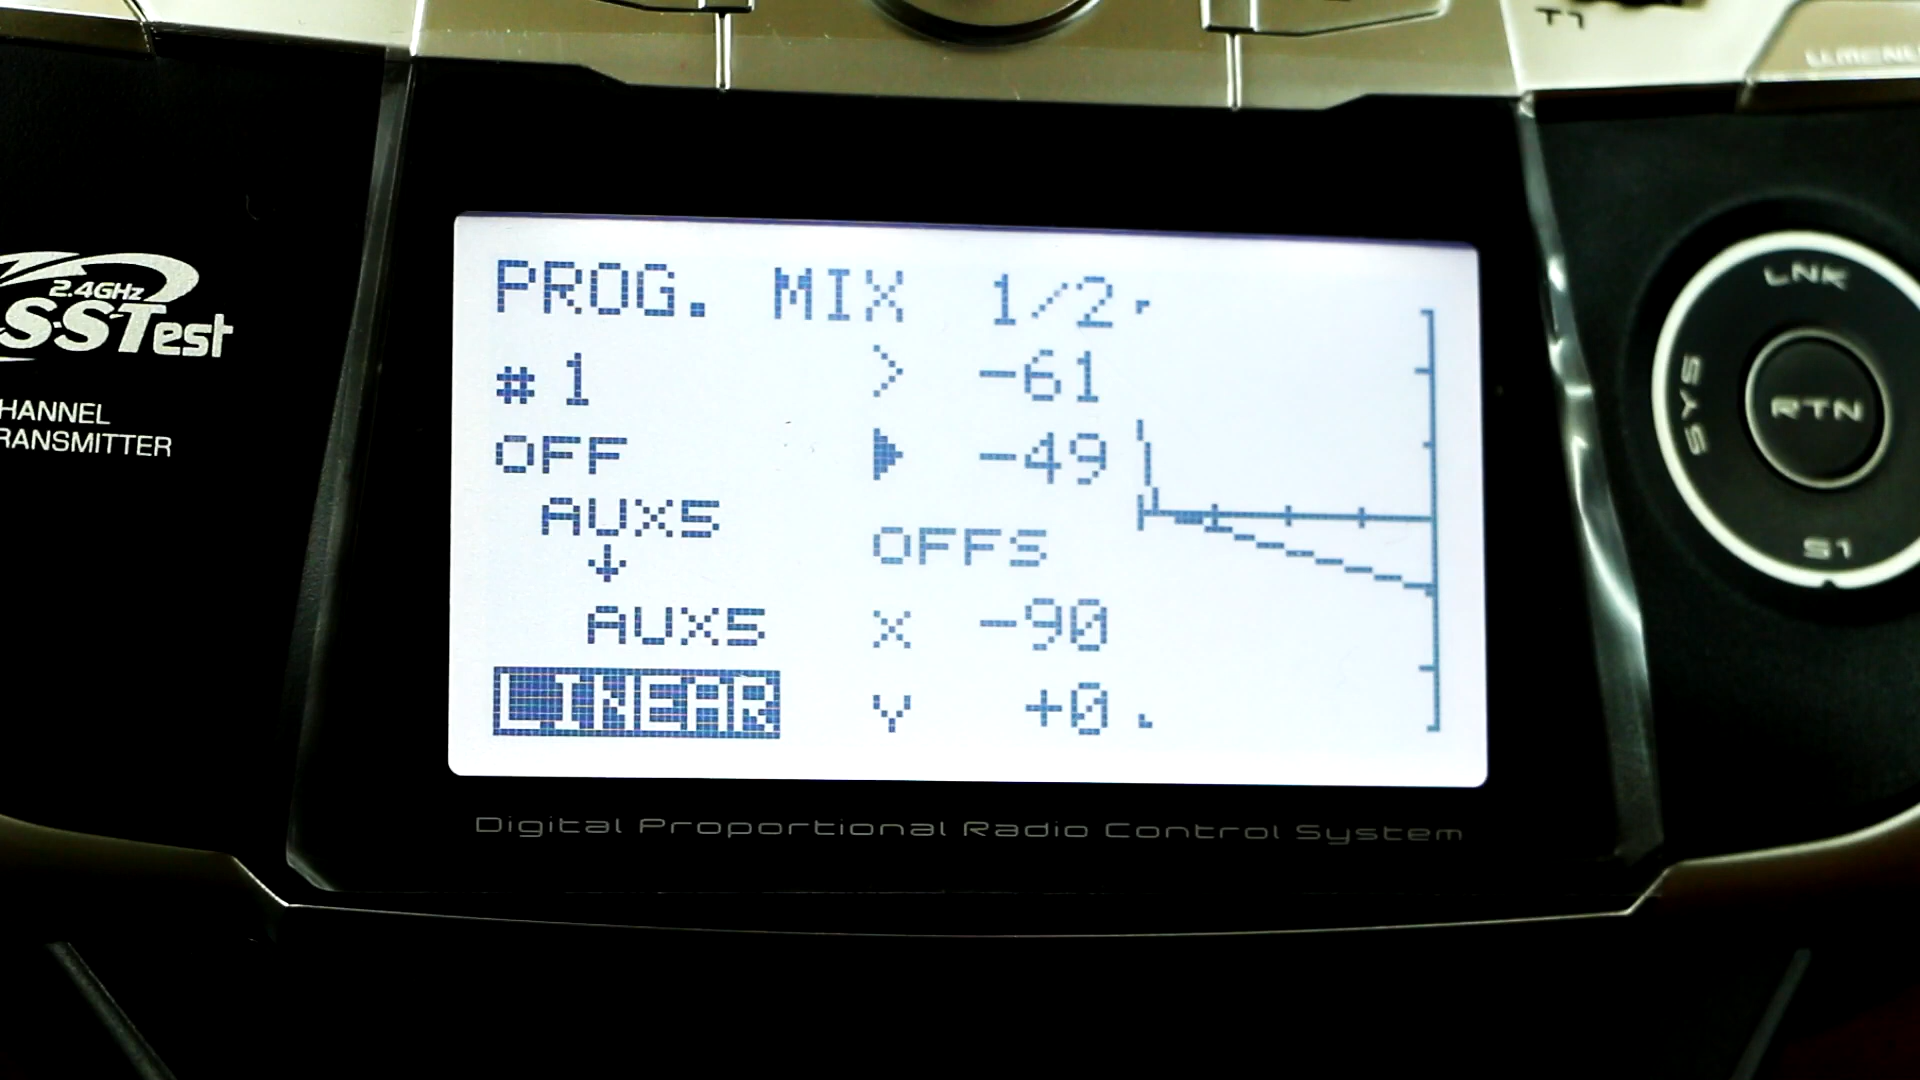 T1
2.4GHz
SSTest
HANNEL
RANSMITTER
PROG. MIX 1/2
#1 > -61
OFF ▶ -49
AUX5
OFFS
↓
AUX5 X -90
LINEAR Y +0
Digital Proportional Radio Control System
LNK
SYS
RTN
S1